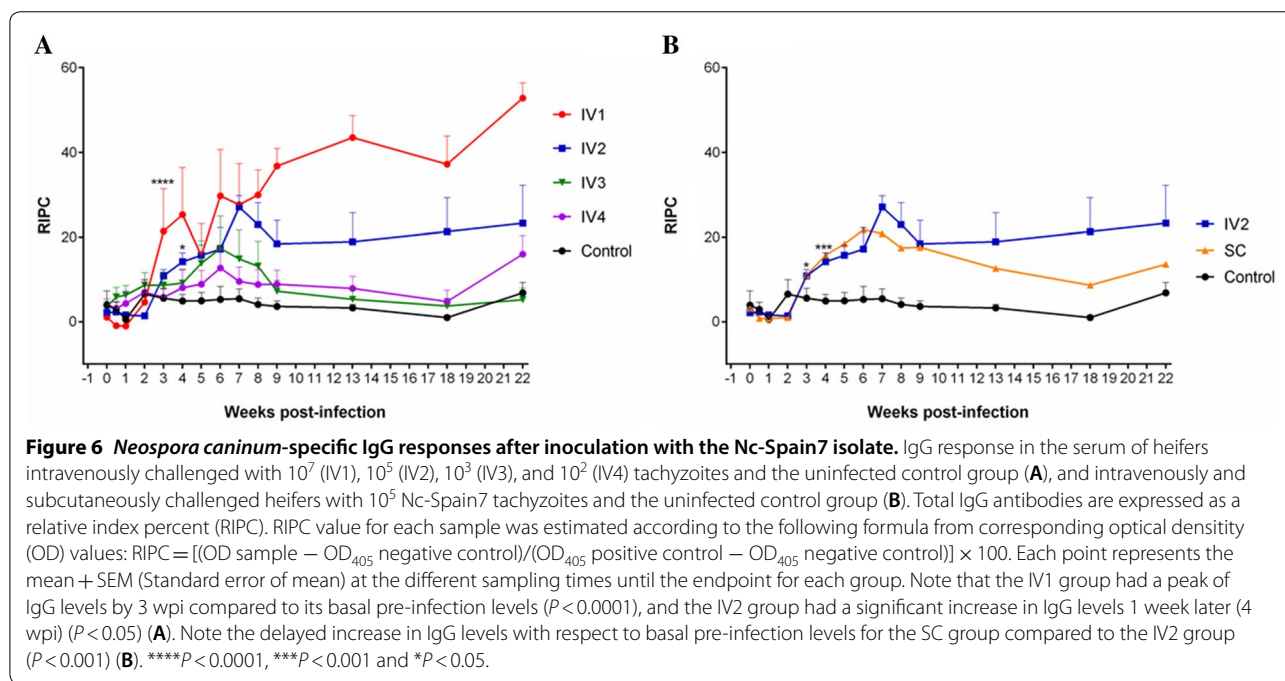 A
60
40
20
0
RIPC
****
*
-1 0 1 2 3 4 5 6 7 8 9 10 11 12 13 14 15 16 17 18 19 20 21 22
Weeks post-infection
IV1
IV2
IV3
IV4
Control
B
60
40
20
0
RIPC
*
***
-1 0 1 2 3 4 5 6 7 8 9 10 11 12 13 14 15 16 17 18 19 20 21 22
Weeks post-infection
IV2
SC
Control
Figure 6 Neospora caninum-specific IgG responses after inoculation with the Nc-Spain7 isolate. IgG response in the serum of heifers
intravenously challenged with 10⁷ (IV1), 10⁵ (IV2), 10³ (IV3), and 10² (IV4) tachyzoites and the uninfected control group (A), and intravenously and
subcutaneously challenged heifers with 10⁵ Nc-Spain7 tachyzoites and the uninfected control group (B). Total IgG antibodies are expressed as a
relative index percent (RIPC). RIPC value for each sample was estimated according to the following formula from corresponding optical densitity
(OD) values: RIPC = [(OD sample − OD₄₀₅ negative control)/(OD₄₀₅ positive control − OD₄₀₅ negative control)] × 100. Each point represents the
mean + SEM (Standard error of mean) at the different sampling times until the endpoint for each group. Note that the IV1 group had a peak of
IgG levels by 3 wpi compared to its basal pre-infection levels (P < 0.0001), and the IV2 group had a significant increase in IgG levels 1 week later (4
wpi) (P < 0.05) (A). Note the delayed increase in IgG levels with respect to basal pre-infection levels for the SC group compared to the IV2 group
(P < 0.001) (B). ****P < 0.0001, ***P < 0.001 and *P < 0.05.